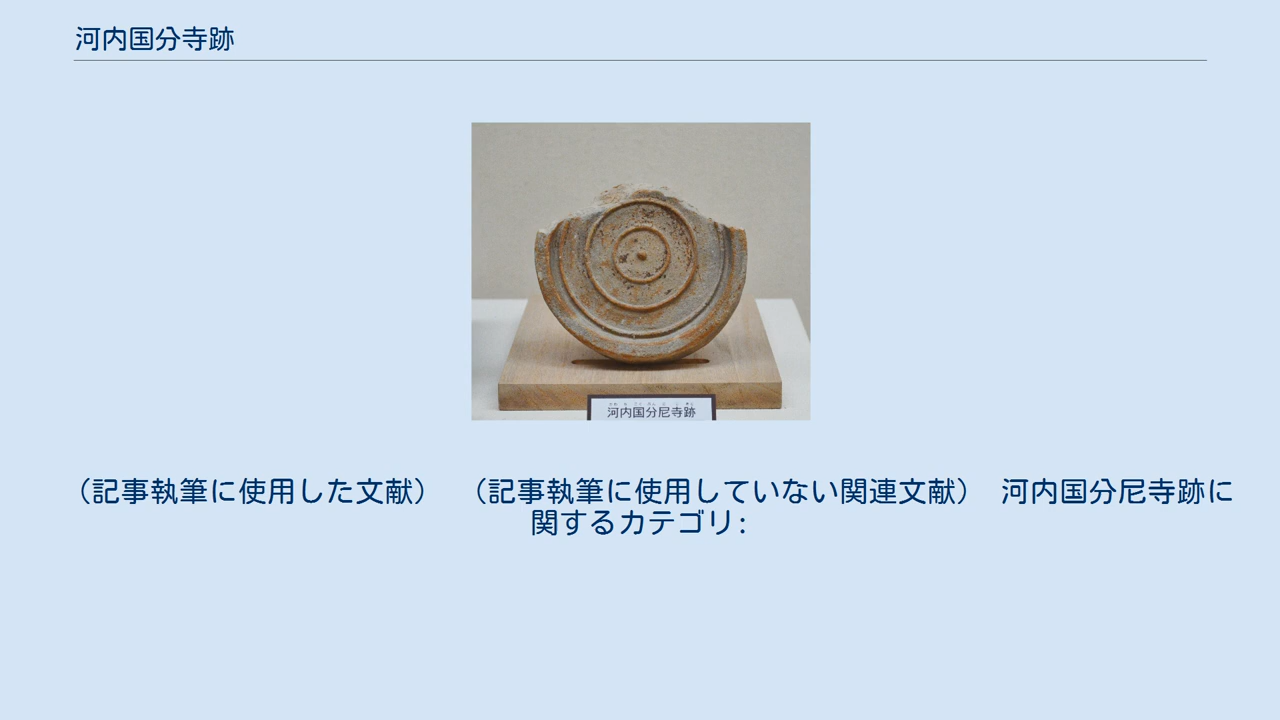 河内国分寺跡
河内国分尼寺跡
（記事執筆に使用した文献）　（記事執筆に使用していない関連文献）　河内国分尼寺跡に
関するカテゴリ: